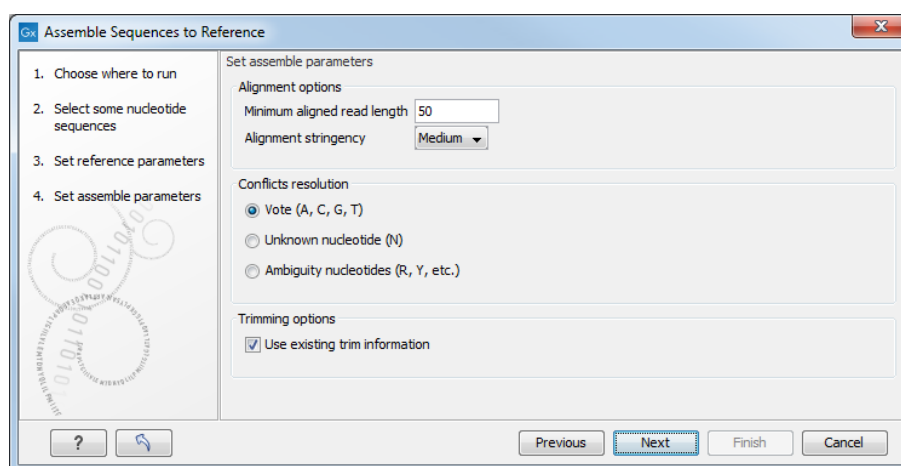 Gx Assemble Sequences to Reference
1. Choose where to run
2. Select some nucleotide
sequences
3. Set reference parameters
4. Set assemble parameters
Set assemble parameters
Alignment options
Minimum aligned read length 50
Alignment stringency Medium
Conflicts resolution
Vote (A, C, G, T)
Unknown nucleotide (N)
Ambiguity nucleotides (R, Y, etc.)
Trimming options
Use existing trim information
? Previous Next Finish Cancel